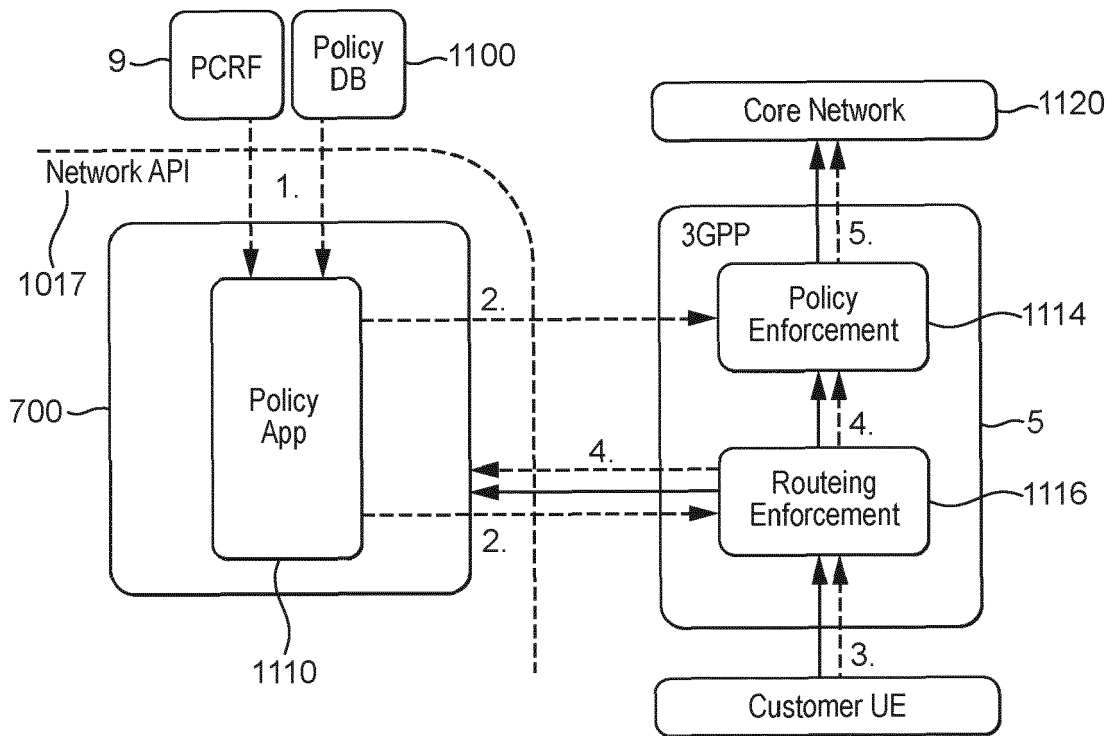 9
PCRF
Policy
DB
1100
Core Network
1120
Network API
1.
1017
3GPP
5.
2.
Policy
Enforcement
1114
700
Policy
App
4.
5
4.
Routeing
Enforcement
1116
2.
1110
3.
Customer UE